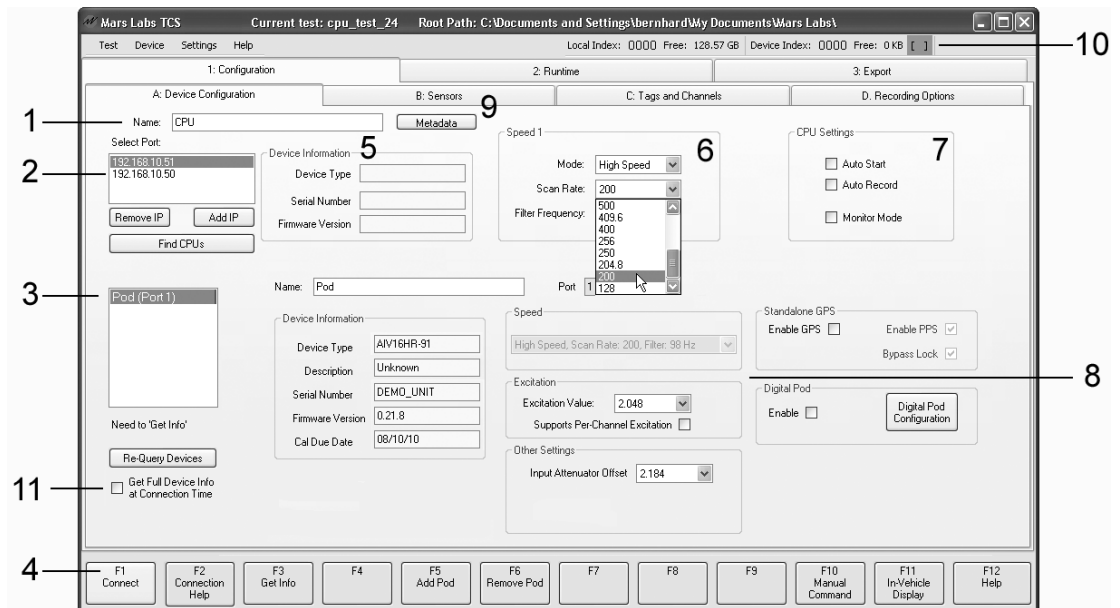 Mars Labs TCS Current test: cpu_test_24 Root Path: C:\Documents and Settings\bernhard\My Documents\Mars Labs\
Test Device Settings Help Local Index: 0000 Free: 128.57 GB Device Index: 0000 Free: 0 KB [ ] 10
1: Configuration 2: Runtime 3: Export
A: Device Configuration B: Sensors C: Tags and Channels D. Recording Options
1 Name: CPU Metadata 9
Select Port:
2 192.168.10.51
192.168.10.50
Remove IP Add IP
Find CPUs
Device Information 5
Device Type
Serial Number
Firmware Version
Speed 1 6
Mode: High Speed
Scan Rate: 200
Filter Frequency:
500
409.6
400
256
250
204.8
200
128
CPU Settings 7
Auto Start
Auto Record
Monitor Mode
3 Pod (Port 1)
Name: Pod Port 1
Device Information
Device Type AIV16HR-91
Description Unknown
Serial Number DEMO_UNIT
Firmware Version 0.21.8
Cal Due Date 08/10/10
Speed
High Speed, Scan Rate: 200, Filter: 98 Hz
Excitation
Excitation Value: 2.048
Supports Per-Channel Excitation
Other Settings
Input Attenuator Offset 2.184
Standalone GPS
Enable GPS Enable PPS
Bypass Lock
8
Digital Pod
Enable Digital Pod Configuration
Need to 'Get Info'
Re-Query Devices
11 Get Full Device Info
at Connection Time
4 F1 Connect
F2 Connection Help
F3 Get Info
F4
F5 Add Pod
F6 Remove Pod
F7
F8
F9
F10 Manual Command
F11 In-Vehicle Display
F12 Help